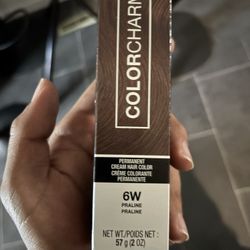 COLORCHARM
PERMANENT
CREAM HAIR COLOR
CRÈME COLORANTE
PERMANENTE
6W
PRALINE
PRALINE
NET WT./POIDS NET :
57 g (2 OZ)